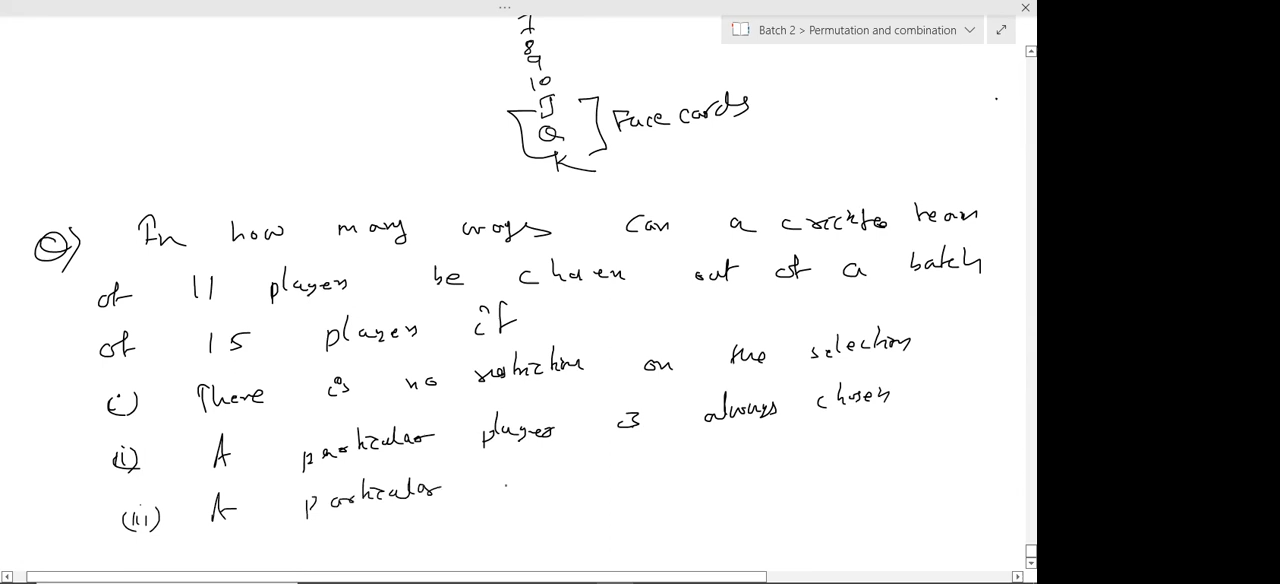 Batch 2 > Permutation and combination
7
8
9
10
J
Q
K
Face cards
Q) In how many ways can a cricket team
of 11 players be chosen out of a batch
of 15 players if
(i) There is no restriction on the selection
(ii) A particular player is always chosen
(iii) A particular